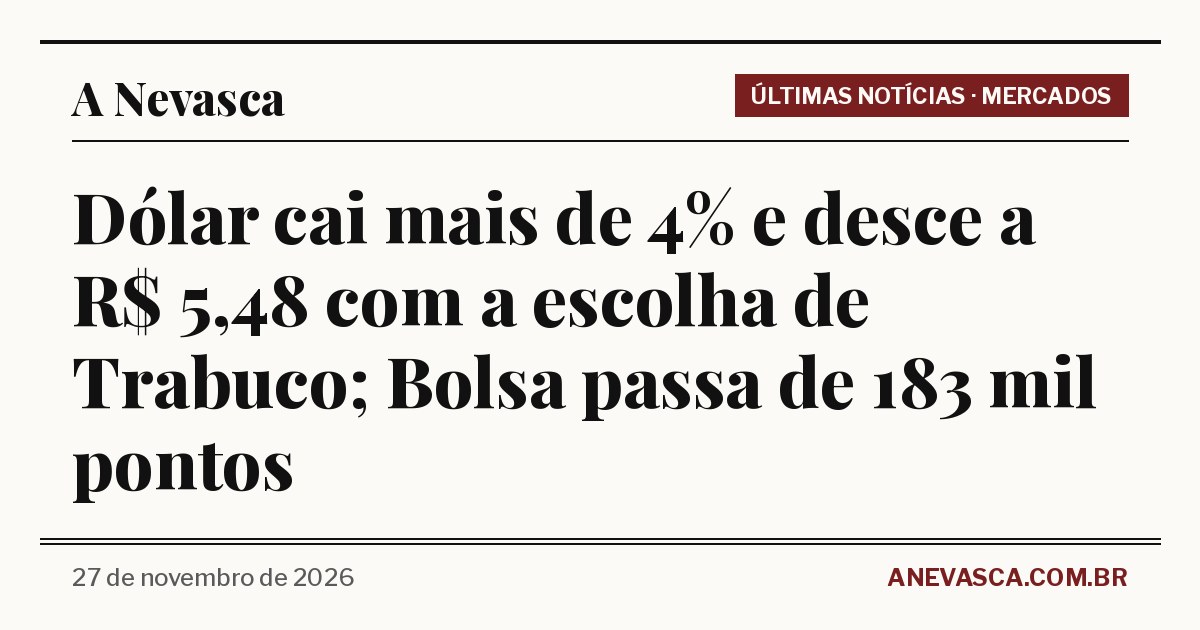 A Nevasca
ÚLTIMAS NOTÍCIAS · MERCADOS
Dólar cai mais de 4% e desce a
R$ 5,48 com a escolha de
Trabuco; Bolsa passa de 183 mil
pontos
27 de novembro de 2026
ANEVASCA.COM.BR